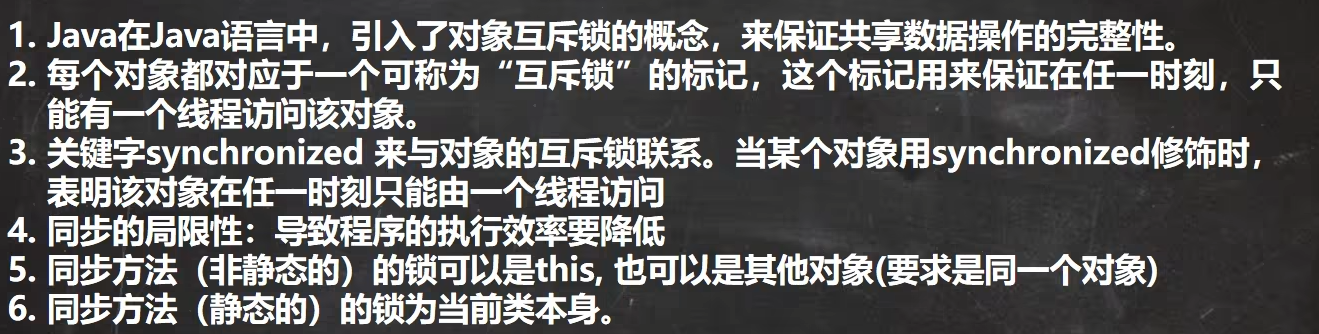 1. Java在Java语言中，引入了对象互斥锁的概念，来保证共享数据操作的完整性。
2. 每个对象都对应于一个可称为“互斥锁”的标记，这个标记用来保证在任一时刻，只
能有一个线程访问该对象。
3. 关键字synchronized 来与对象的互斥锁联系。当某个对象用synchronized修饰时，
表明该对象在任一时刻只能由一个线程访问
4. 同步的局限性：导致程序的执行效率要降低
5. 同步方法（非静态的）的锁可以是this, 也可以是其他对象(要求是同一个对象)
6. 同步方法（静态的）的锁为当前类本身。